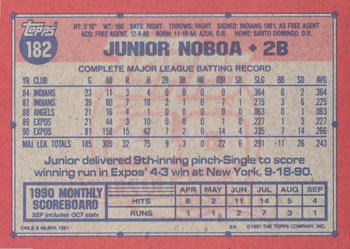 Topps
182
HT: 5'10" WT: 160 BATS: RIGHT THROWS: RIGHT SIGNED: INDIANS 1981, AS FREE AGENT
ACQ: FREE AGENT, 12-8-88 BORN: 11-10-64, AZUA, D.R. HOME: SANTO DOMINGO, D.R.
JUNIOR NOBOA • 2B
COMPLETE MAJOR LEAGUE BATTING RECORD
YR CLUB G AB R H 2B 3B HR RBI SB SLG BB SO AVG
84 INDIANS 23 11 3 4 0 0 0 0 1 .364 0 2 .364
87 INDIANS 39 80 7 18 2 1 0 7 1 .275 3 6 .225
88 ANGELS 21 16 4 1 0 0 0 0 0 .063 0 1 .063
89 EXPOS 21 44 3 10 0 0 0 1 0 .227 1 3 .227
90 EXPOS 81 158 15 42 7 2 0 14 4 .335 7 14 .266
MAJ. LEA. TOTALS 185 309 32 75 9 3 0 22 6 .291 11 26 .243
Junior delivered 9th-inning pinch-Single to score
winning run in Expos' 4-3 win at New York, 9-18-90.
1990 MONTHLY
SCOREBOARD
SEP includes OCT stats
APR MAY JUN JUL AUG SEP
HITS 6 2 11 14 5 4
RUNS 1 1 2 7 3 1
©MLB & MLBPA 1991
©1991 THE TOPPS COMPANY, INC.